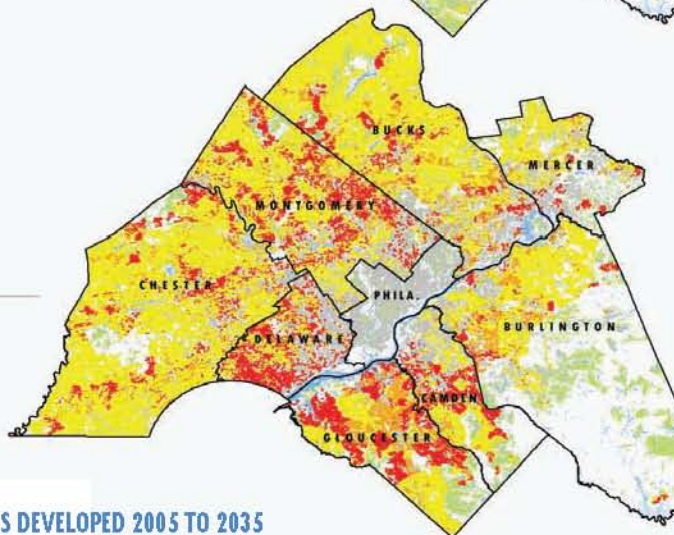 BUCKS
MERCER
MONTGOMERY
CHESTER
PHILA.
BURLINGTON
DELAWARE
CAMDEN
GLOUCESTER
S DEVELOPED 2005 TO 2035